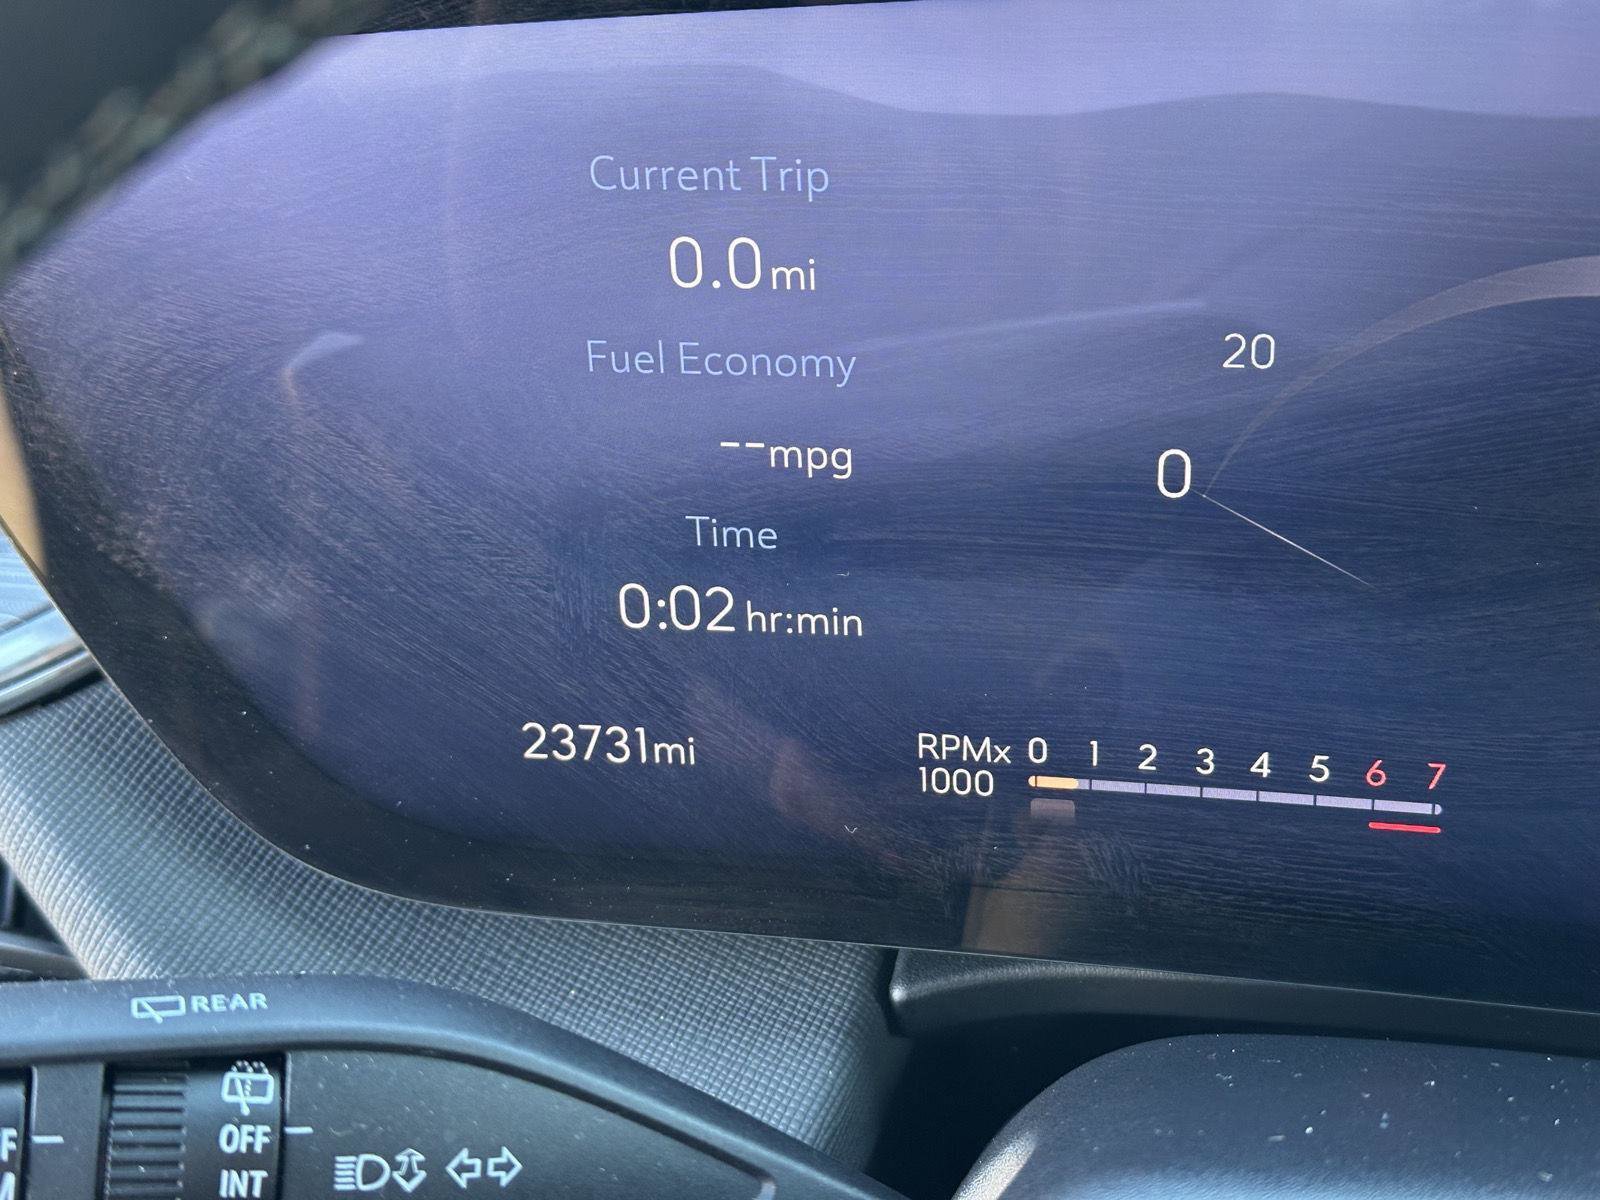 Current Trip
0.0mi
Fuel Economy
--mpg
Time
0:02 hr:min
23731mi
20
0
RPMx 0 1 2 3 4 5 6 7
1000
REAR
OFF
INT